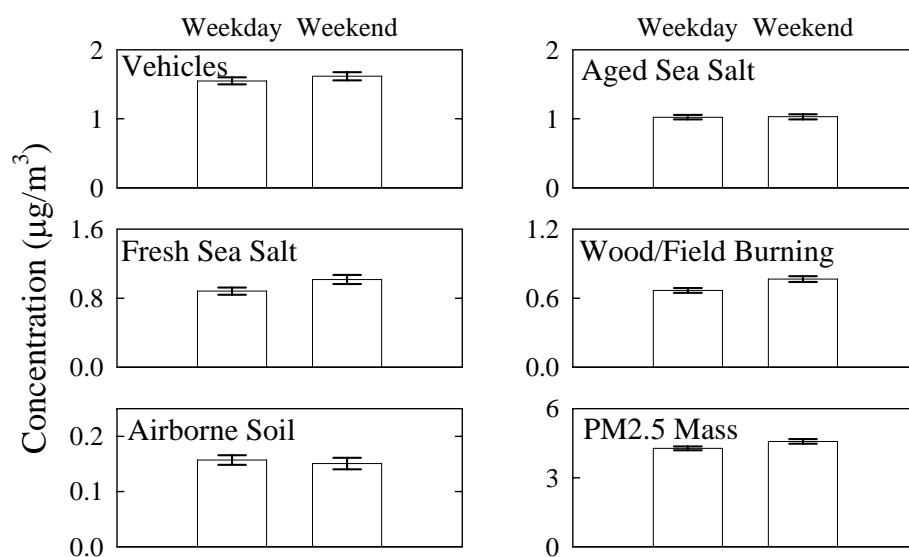 Weekday Weekend
Weekday Weekend
Concentration (µg/m³)
2
Vehicles
1
0
2
Aged Sea Salt
1
0
1.6
Fresh Sea Salt
0.8
0.0
1.2
Wood/Field Burning
0.6
0.0
Airborne Soil
0.2
0.1
0.0
6
PM2.5 Mass
3
0